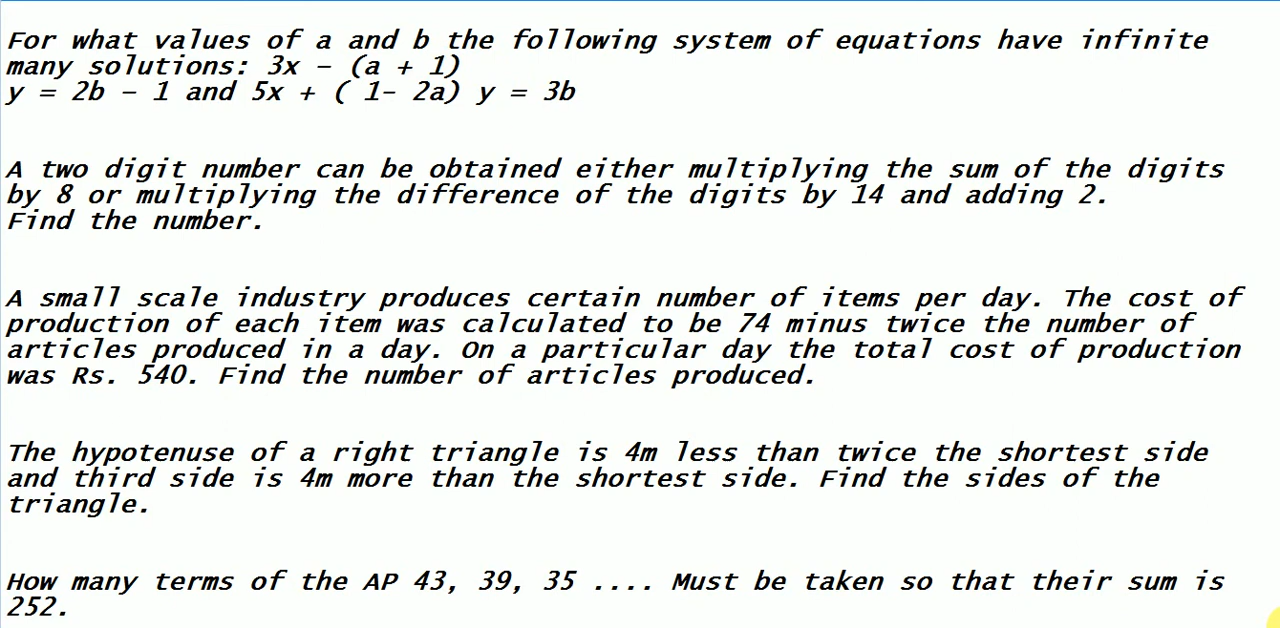 For what values of a and b the following system of equations have infinite
many solutions: 3x – (a + 1)
y = 2b – 1 and 5x + ( 1– 2a) y = 3b
A two digit number can be obtained either multiplying the sum of the digits
by 8 or multiplying the difference of the digits by 14 and adding 2.
Find the number.
A small scale industry produces certain number of items per day. The cost of
production of each item was calculated to be 74 minus twice the number of
articles produced in a day. On a particular day the total cost of production
was Rs. 540. Find the number of articles produced.
The hypotenuse of a right triangle is 4m less than twice the shortest side
and third side is 4m more than the shortest side. Find the sides of the
triangle.
How many terms of the AP 43, 39, 35 .... Must be taken so that their sum is
252.